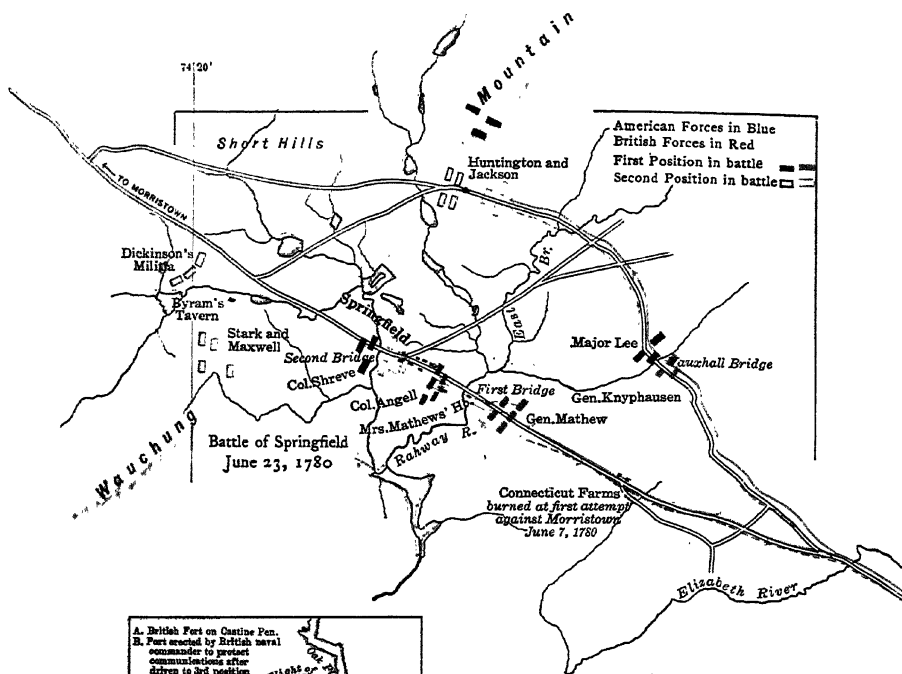 Mountain
74°20'
Short Hills
American Forces in Blue
British Forces in Red
First Position in battle
Second Position in battle
Huntington and
Jackson
TO MORRISTOWN
Dickinson's
Militia
Byram's
Tavern
Springfield
East Br.
Stark and
Maxwell
Second Bridge
Col. Shreve
Major Lee
auxhall Bridge
Gen. Knyphausen
Col. Angell
First Bridge
Mrs. Mathews' Ho.
Gen. Mathew
Rahway R.
Battle of Springfield
June 23, 1780
Wauchung
Connecticut Farms
burned at first attempt
against Morristown
June 7, 1780
Elizabeth River
A. British Fort on Castine Pen.
B. Fort erected by British naval
commander to protect
communications after
driven to 3rd position